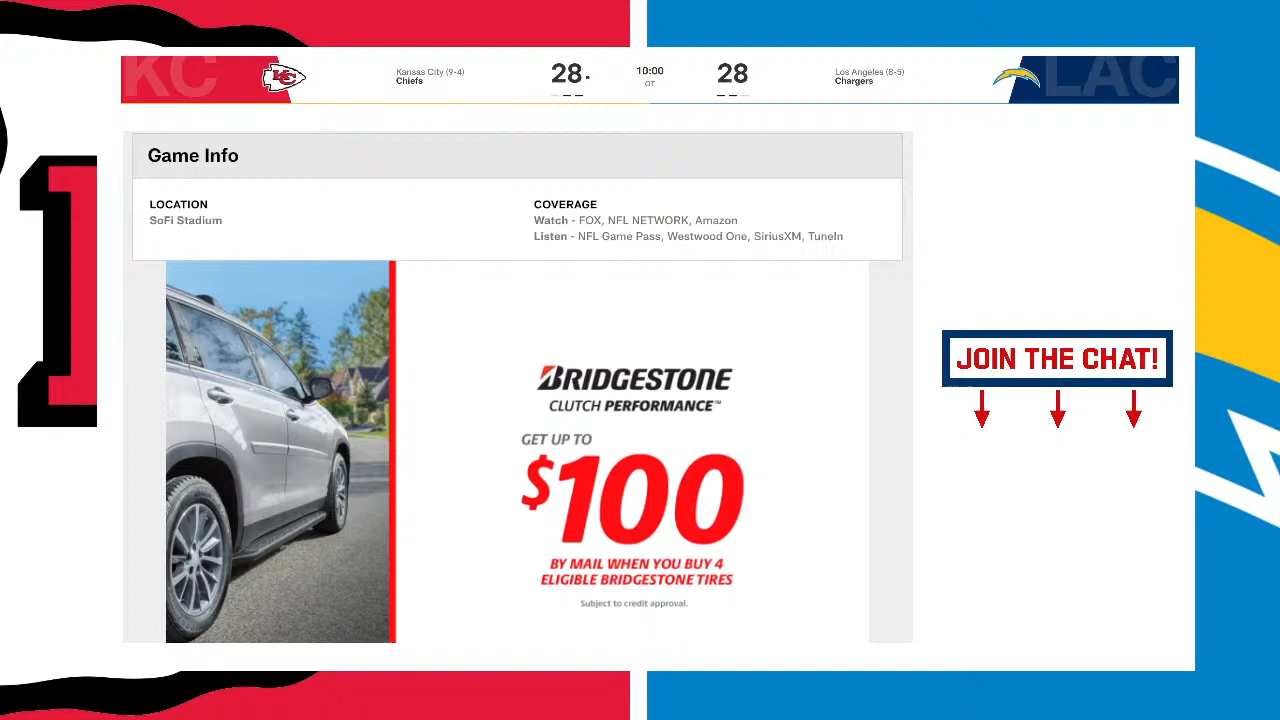 KC
Kansas City (9-4)
Chiefs
28
10:00
OT
28
Los Angeles (8-5)
Chargers
LAC
Game Info
LOCATION
SoFi Stadium
COVERAGE
Watch - FOX, NFL NETWORK, Amazon
Listen - NFL Game Pass, Westwood One, SiriusXM, TuneIn
BRIDGESTONE
CLUTCH PERFORMANCE™
GET UP TO
$100
BY MAIL WHEN YOU BUY 4
ELIGIBLE BRIDGESTONE TIRES
Subject to credit approval.
JOIN THE CHAT!